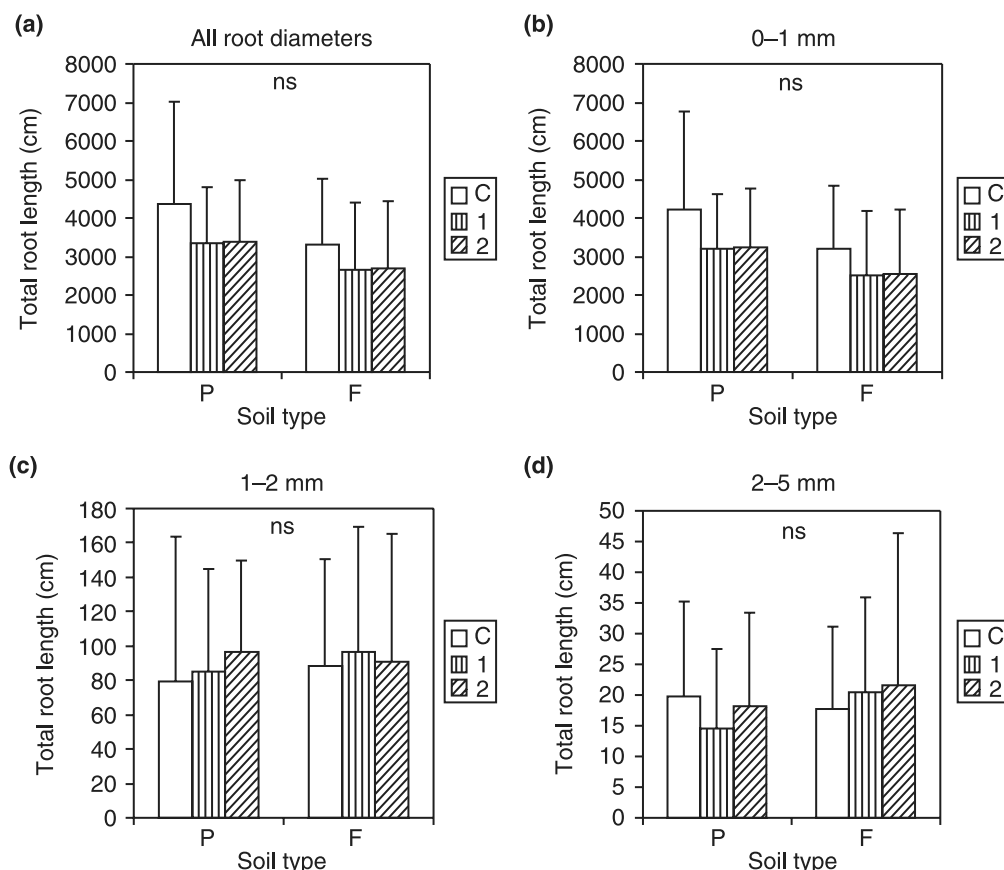 (a)
All root diameters
ns
Total root length (cm)
8000
7000
6000
5000
4000
3000
2000
1000
0
P F
Soil type
C
1
2
(b)
0–1 mm
ns
Total root length (cm)
8000
7000
6000
5000
4000
3000
2000
1000
0
P F
Soil type
C
1
2
(c)
1–2 mm
ns
Total root length (cm)
180
160
140
120
100
80
60
40
20
0
P F
Soil type
C
1
2
(d)
2–5 mm
ns
Total root length (cm)
50
45
40
35
30
25
20
15
10
5
0
P F
Soil type
C
1
2